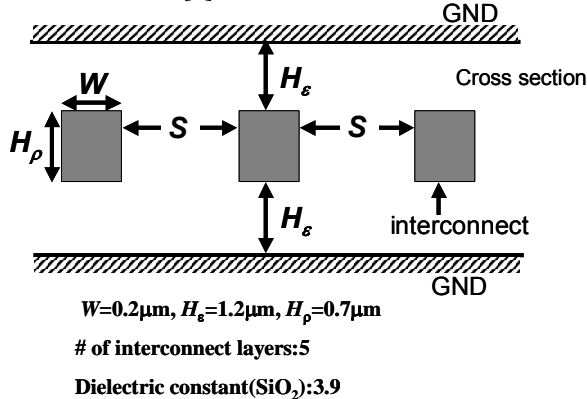 GND
W
Hε
Cross section
Hρ
S
S
Hε
interconnect
GND
W=0.2μm, Hε=1.2μm, Hρ=0.7μm
# of interconnect layers:5
Dielectric constant(SiO₂):3.9